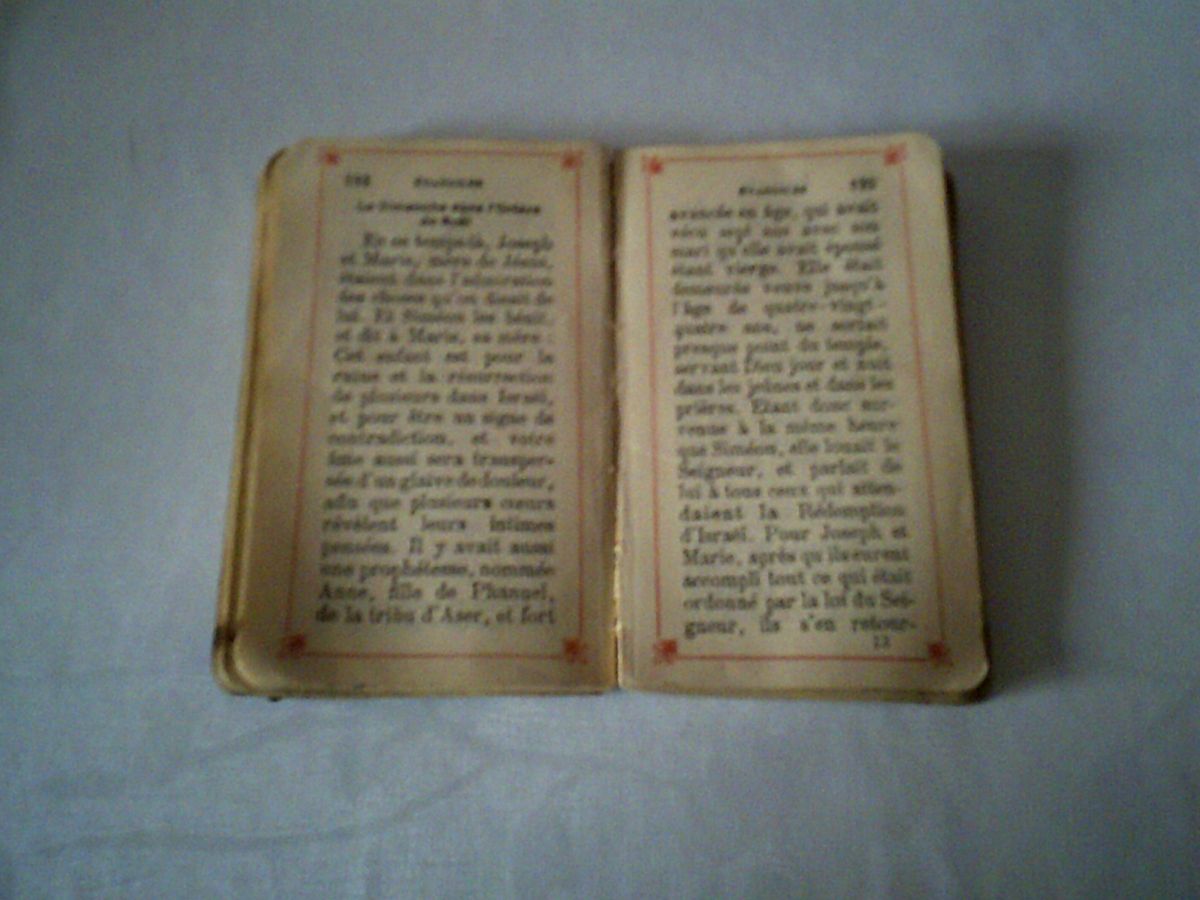 ÉVANGILES
Le Dimanche dans l'Octave
de Noël
En ce temps-là, Joseph
et Marie, mère de Jésus,
étaient dans l'admiration
des choses qu'on disait de
lui. Et Siméon les bénit,
et dit à Marie, sa mère :
Cet enfant est pour la
ruine et la résurrection
de plusieurs dans Israël,
et pour être un signe de
contradiction, et votre
âme aussi sera transper-
sée d'un glaive de douleur,
afin que plusieurs cœurs
révèlent leurs intimes
pensées. Il y avait aussi
une prophétesse, nommée
Anne, fille de Phanuel,
de la tribu d'Aser, et fort
ÉVANGILES
avancée en âge, qui avait
vécu sept ans avec son
mari qu'elle avait épousé
étant vierge. Elle était
demeurée veuve jusqu'à
l'âge de quatre-vingt-
quatre ans, ne sortant
presque point du temple,
servant Dieu jour et nuit
dans les jeûnes et dans les
prières. Étant donc sur-
venue à la même heure
que Siméon, elle louait le
Seigneur, et parlait de
lui à tous ceux qui atten-
daient la Rédemption
d'Israël. Pour Joseph et
Marie, après qu'ils eurent
accompli tout ce qui était
ordonné par la loi du Sei-
gneur, ils s'en retour-